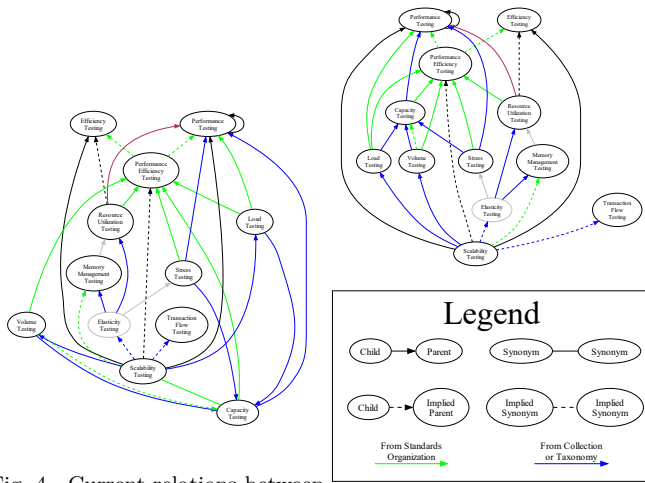 Performance
Testing
Efficiency
Testing
Performance
Efficiency
Testing
Capacity
Testing
Resource
Utilization
Testing
Load
Testing
Volume
Testing
Stress
Testing
Memory
Management
Testing
Elasticity
Testing
Transaction
Flow
Testing
Scalability
Testing
Efficiency
Testing
Performance
Testing
Performance
Efficiency
Testing
Resource
Utilization
Testing
Load
Testing
Memory
Management
Testing
Stress
Testing
Volume
Testing
Elasticity
Testing
Transaction
Flow
Testing
Scalability
Testing
Capacity
Testing
Legend
Child Parent Synonym Synonym
Child Implied
Parent
Implied
Synonym
Implied
Synonym
From Standards
Organization
From Collection
or Taxonomy
Fig. 4. Current relations between